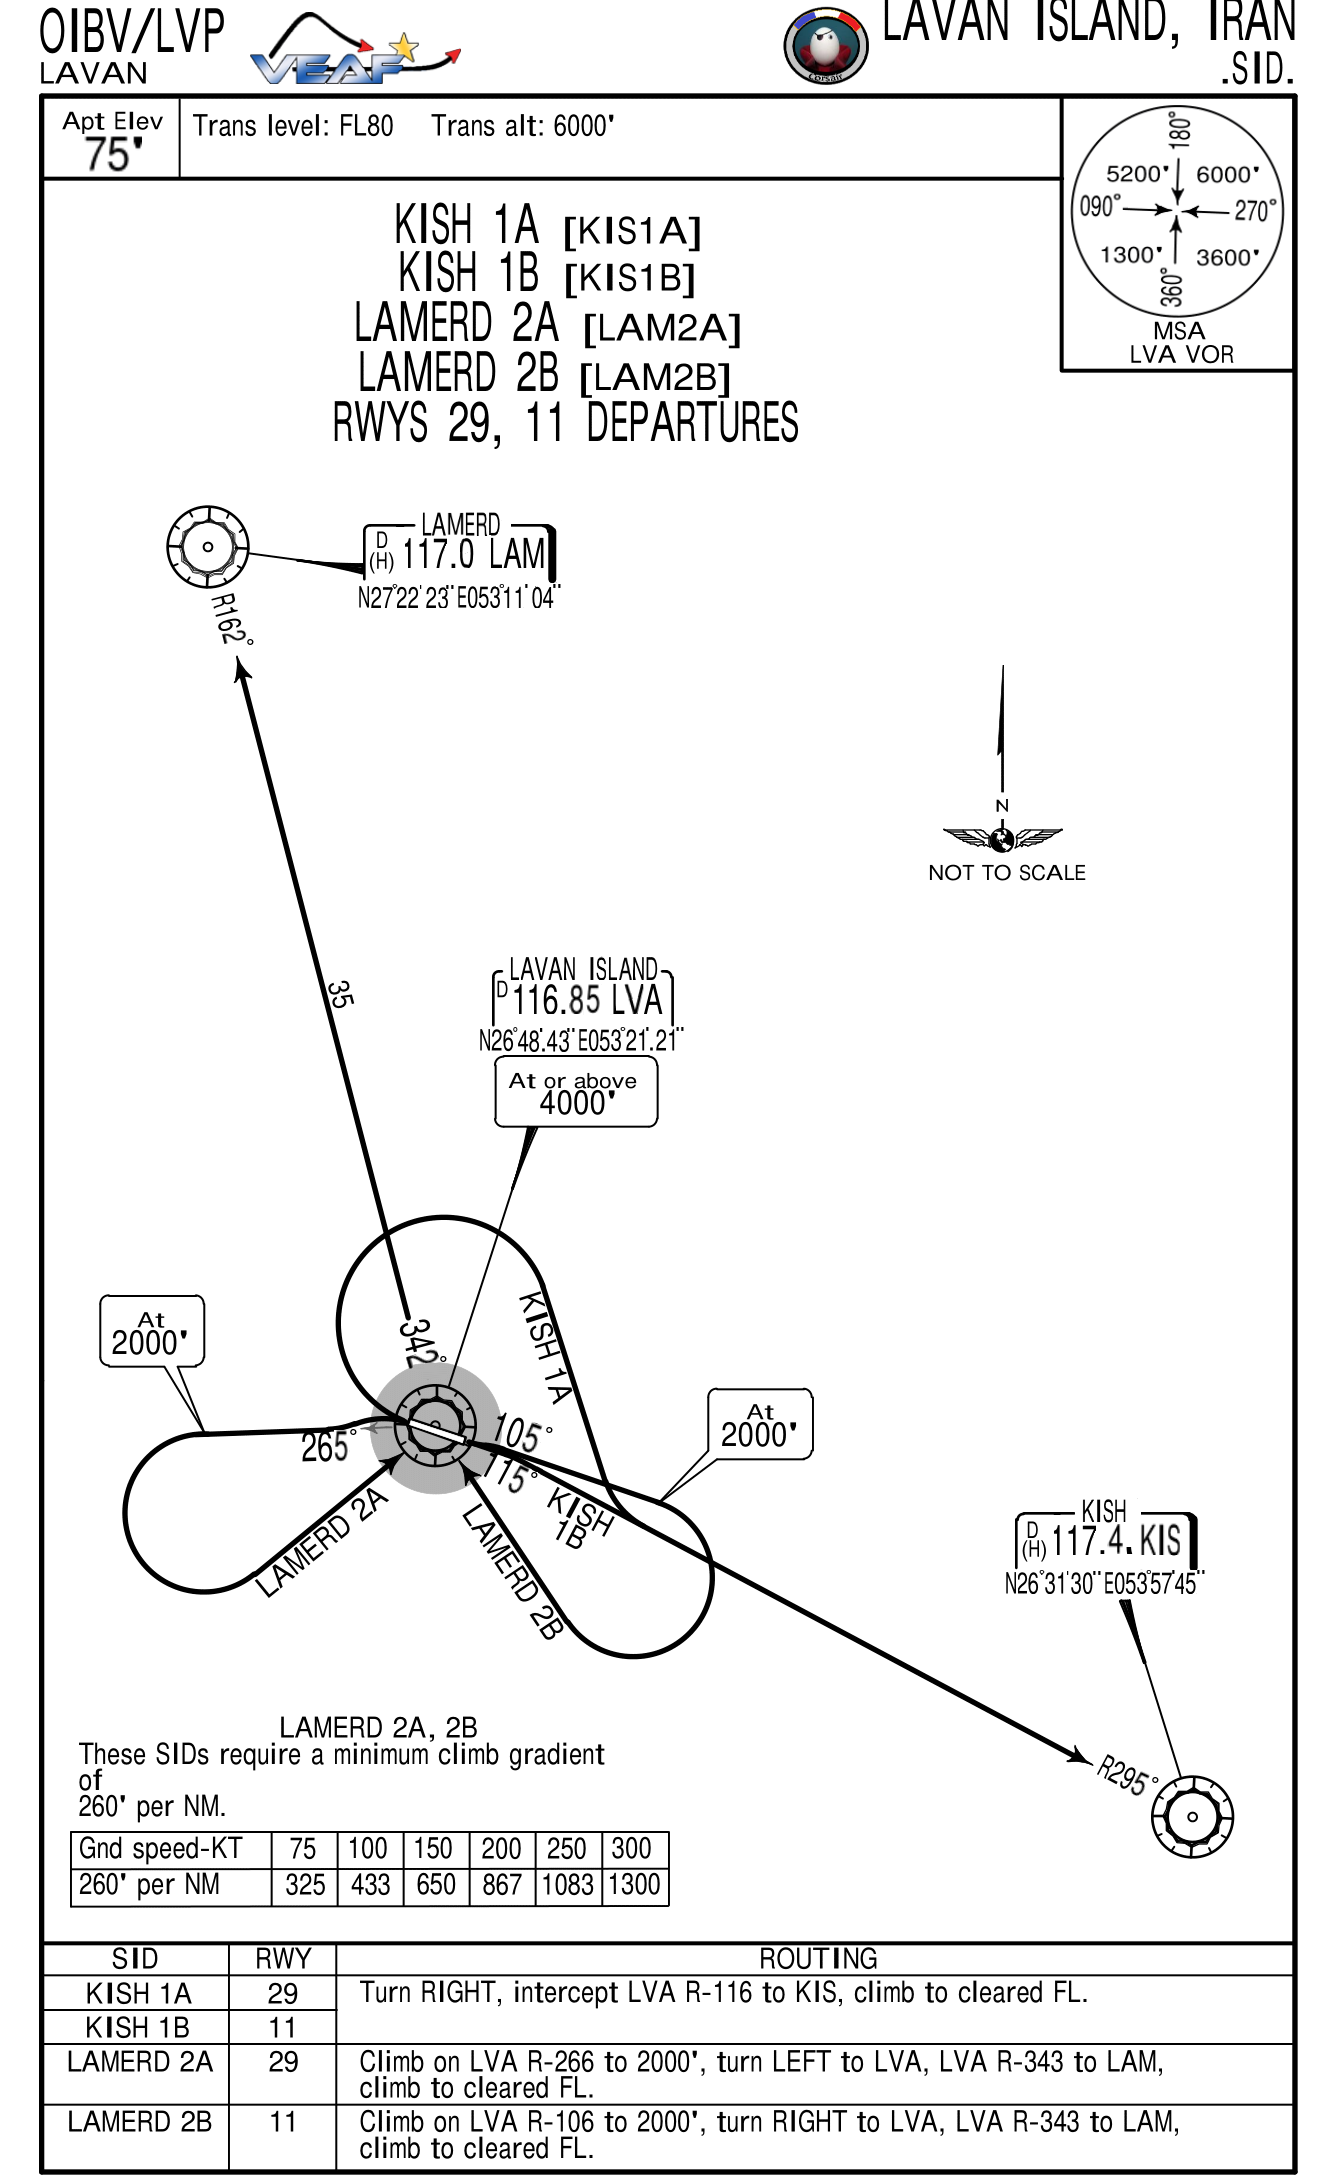 OIBV/LVP
LAVAN
VEAF
Corsair
LAVAN ISLAND, IRAN
.SID.
Apt Elev
75'
Trans level: FL80 Trans alt: 6000'
180°
5200' 6000'
090° 270°
1300' 3600'
360°
MSA
LVA VOR
KISH 1A [KIS1A]
KISH 1B [KIS1B]
LAMERD 2A [LAM2A]
LAMERD 2B [LAM2B]
RWYS 29, 11 DEPARTURES
LAMERD
D
(H) 117.0 LAM
N27°22'23" E053°11'04"
R162°
N
NOT TO SCALE
35
LAVAN ISLAND
D 116.85 LVA
N26°48'.43" E053°21'.21"
At or above
4000'
At
2000'
342°
KISH 1A
265°
105°
115°
At
2000'
LAMERD 2A
LAMERD 2B
KISH
1B
KISH
D
(H) 117.4. KIS
N26°31'30" E053°57'45"
R295°
LAMERD 2A, 2B
These SIDs require a minimum climb gradient
of
260' per NM.
Gnd speed-KT 75 100 150 200 250 300
260' per NM 325 433 650 867 1083 1300
SID RWY ROUTING
KISH 1A 29 Turn RIGHT, intercept LVA R-116 to KIS, climb to cleared FL.
KISH 1B 11
LAMERD 2A 29 Climb on LVA R-266 to 2000', turn LEFT to LVA, LVA R-343 to LAM,
climb to cleared FL.
LAMERD 2B 11 Climb on LVA R-106 to 2000', turn RIGHT to LVA, LVA R-343 to LAM,
climb to cleared FL.